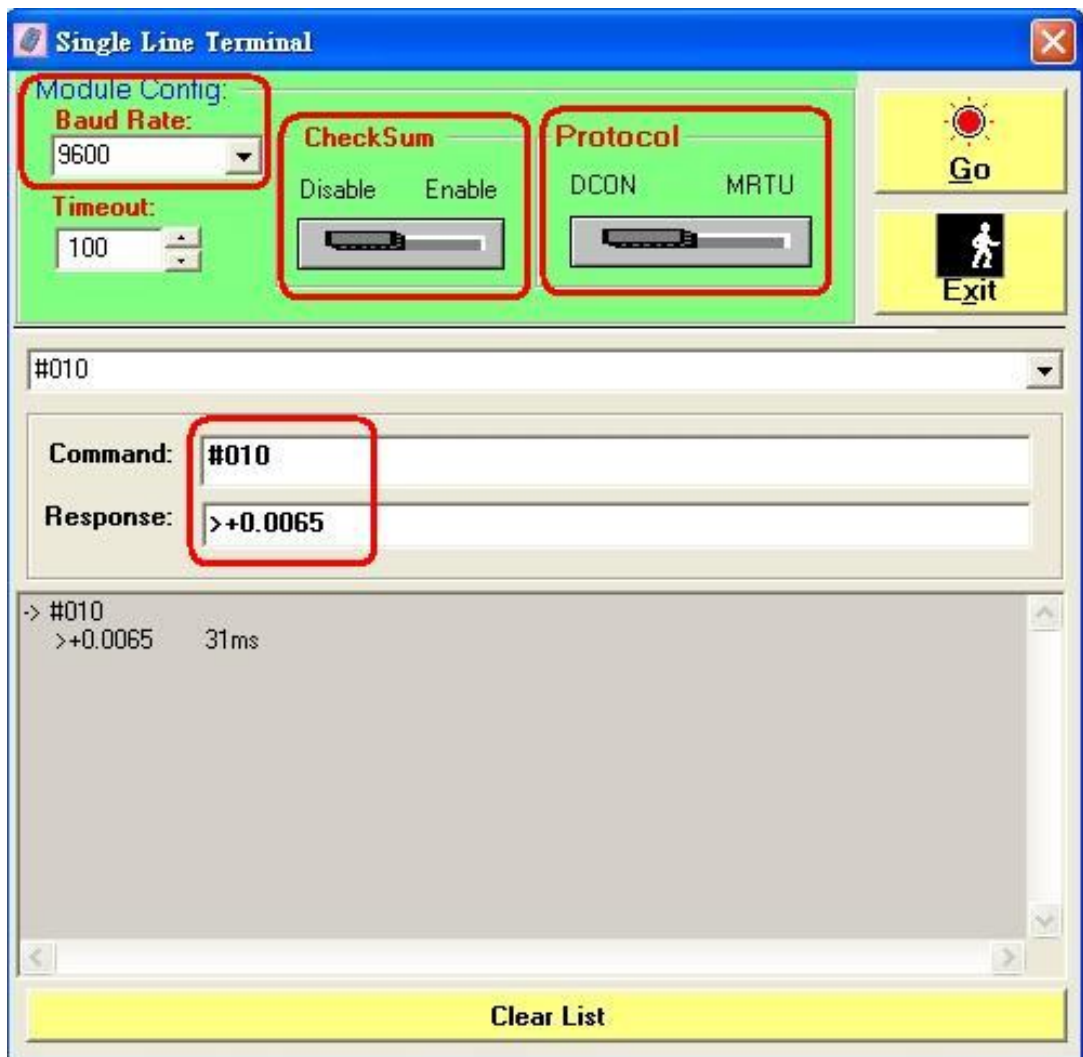 Single Line Terminal
Module Config:
Baud Rate:
9600
Timeout:
100
CheckSum
Disable Enable
Protocol
DCON MRTU
Go
Exit
#010
Command: #010
Response: >+0.0065
-> #010
>+0.0065 31ms
Clear List